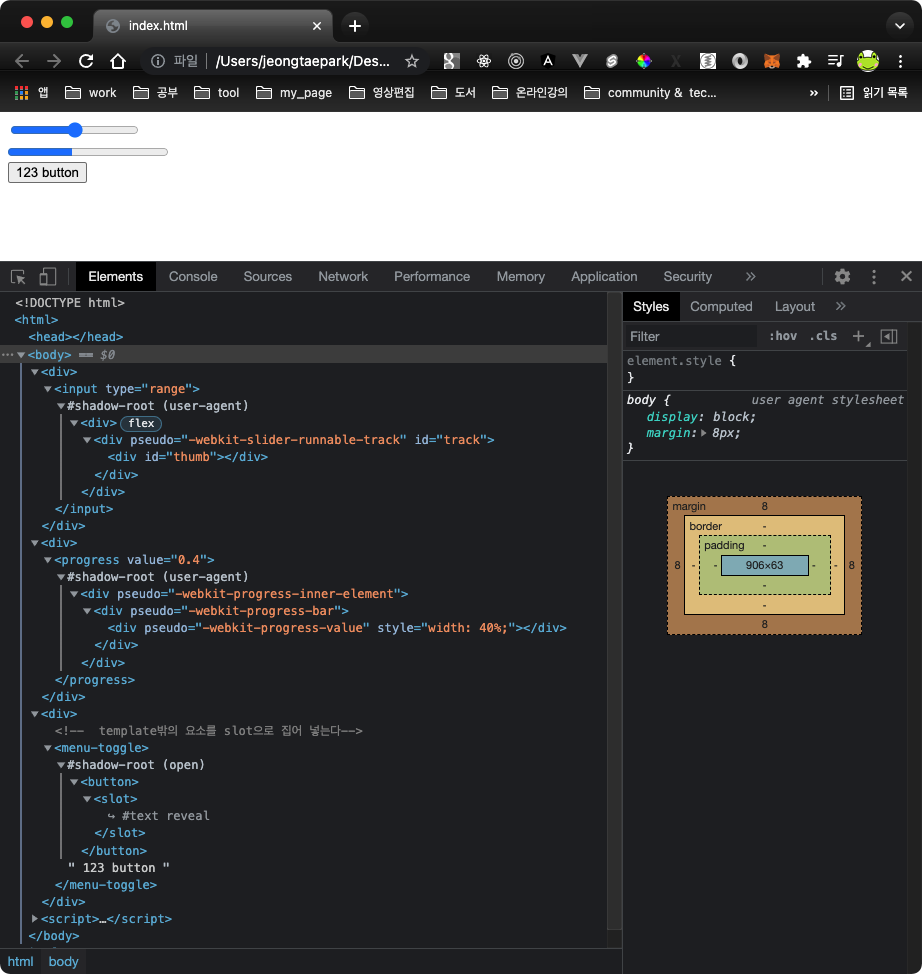 index.html
파일 /Users/jeongtaepark/Des...
앱 work 공부 tool my_page 영상편집 도서 온라인강의 community & tec... » 읽기 목록
123 button
Elements Console Sources Network Performance Memory Application Security »
<!DOCTYPE html>
<html>
<head></head>
<body> == $0
<div>
<input type="range">
#shadow-root (user-agent)
<div> flex
<div pseudo="-webkit-slider-runnable-track" id="track">
<div id="thumb"></div>
</div>
</div>
</input>
</div>
<div>
<progress value="0.4">
#shadow-root (user-agent)
<div pseudo="-webkit-progress-inner-element">
<div pseudo="-webkit-progress-bar">
<div pseudo="-webkit-progress-value" style="width: 40%;"></div>
</div>
</div>
</progress>
</div>
<div>
<!-- template밖의 요소를 slot으로 집어 넣는다-->
<menu-toggle>
#shadow-root (open)
<button>
<slot>
↪ #text reveal
</slot>
</button>
" 123 button "
</menu-toggle>
</div>
<script>…</script>
</body>
html body
Styles Computed Layout »
Filter :hov .cls +
element.style {
}
body { user agent stylesheet
display: block;
margin: 8px;
}
margin 8
border -
padding -
8 - - 906×63 - - 8
-
-
8